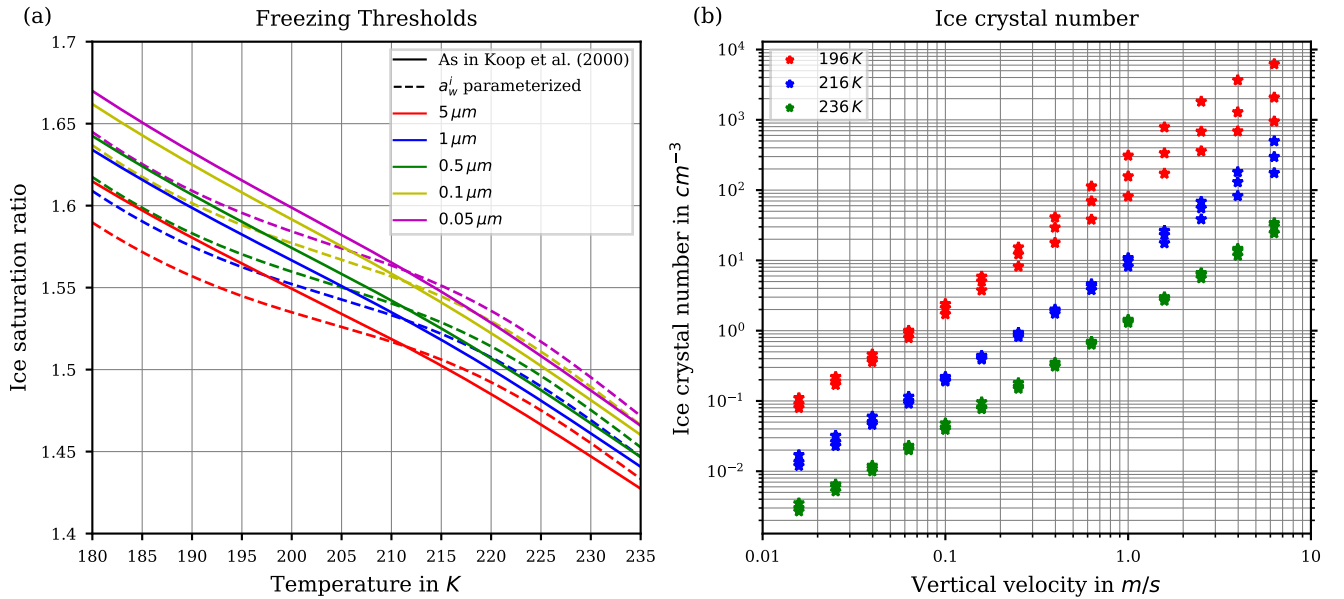 (a)
Freezing Thresholds
1.7
1.65
1.6
1.55
1.5
1.45
1.4
Ice saturation ratio
As in Koop et al. (2000)
a_w^i parameterized
5 μm
1 μm
0.5 μm
0.1 μm
0.05 μm
180 185 190 195 200 205 210 215 220 225 230 235
Temperature in K
(b)
Ice crystal number
10^4
10^3
10^2
10^1
10^0
10^−1
10^−2
Ice crystal number in cm^−3
196 K
216 K
236 K
0.01 0.1 1.0 10
Vertical velocity in m/s